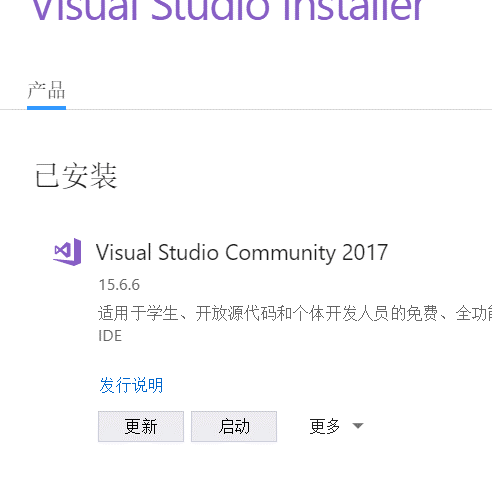 Visual Studio Installer
产品
已安装
Visual Studio Community 2017
15.6.6
适用于学生、开放源代码和个体开发人员的免费、全功能
IDE
发行说明
更新 启动 更多